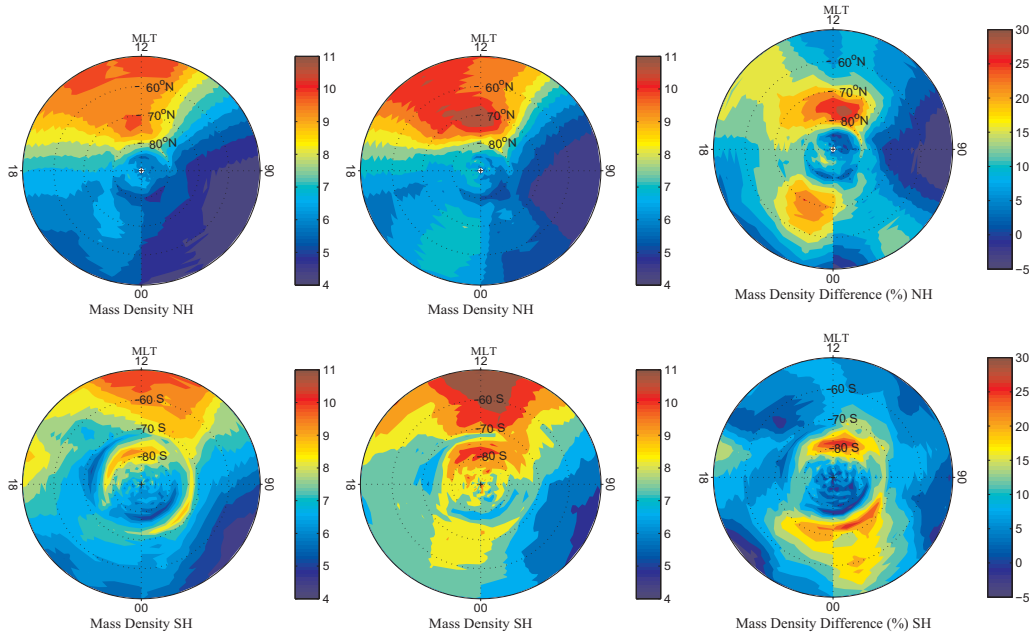 MLT
12
60°N
70°N
80°N
18
06
00
Mass Density NH
11
10
9
8
7
6
5
4
MLT
12
60°N
70°N
80°N
18
06
00
Mass Density NH
11
10
9
8
7
6
5
4
MLT
12
60°N
70°N
80°N
18
06
00
Mass Density Difference (%) NH
30
25
20
15
10
5
0
−5
MLT
12
-60 S
-70 S
-80 S
18
06
00
Mass Density SH
11
10
9
8
7
6
5
4
MLT
12
-60 S
-70 S
-80 S
18
06
00
Mass Density SH
11
10
9
8
7
6
5
4
MLT
12
-60 S
-70 S
-80 S
18
06
00
Mass Density Difference (%) SH
30
25
20
15
10
5
0
−5